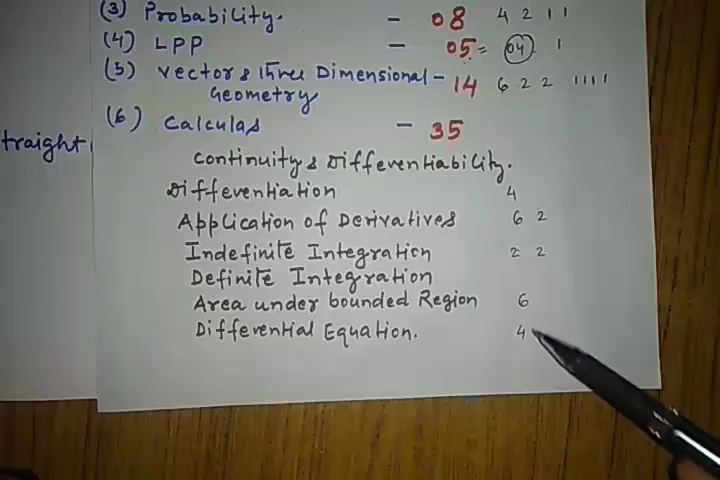 (3) Probability. - 08 4 2 1 1
(4) LPP - 05 = 04 1
(5) Vector & Three Dimensional - 14 6 2 2 1111
Geometry
(6) Calculas - 35
traight
Continuity & Differentiability.
Differentiation 4
Application of Derivatives 6 2
Indefinite Integration 2 2
Definite Integration
Area under bounded Region 6
Differential Equation. 4